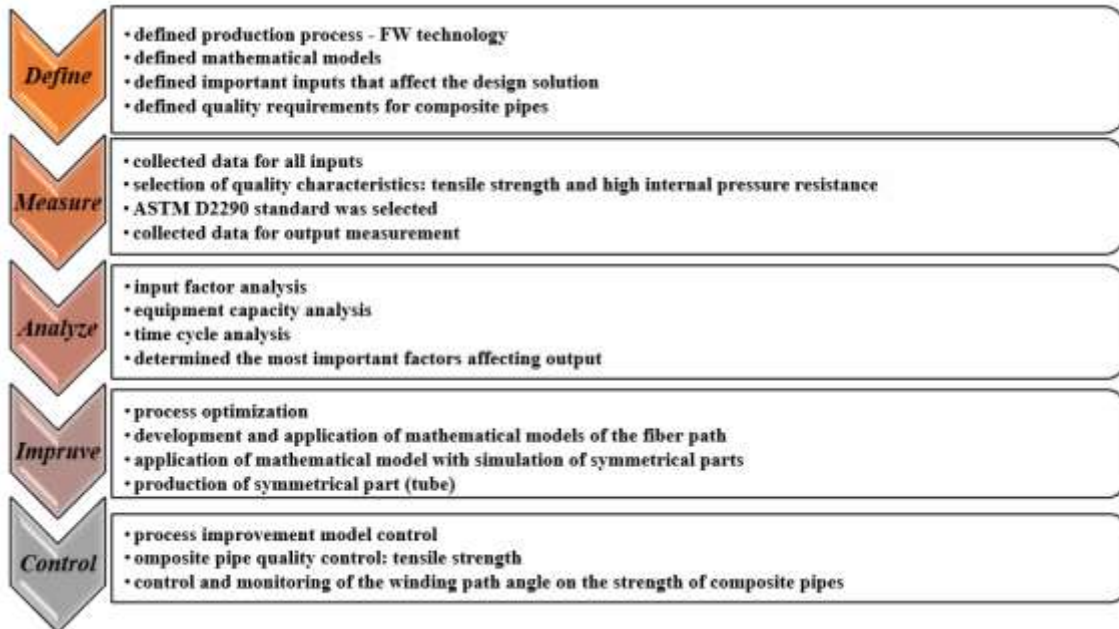 Define
• defined production process - FW technology
• defined mathematical models
• defined important inputs that affect the design solution
• defined quality requirements for composite pipes
Measure
• collected data for all inputs
• selection of quality characteristics: tensile strength and high internal pressure resistance
• ASTM D2290 standard was selected
• collected data for output measurement
Analyze
• input factor analysis
• equipment capacity analysis
• time cycle analysis
• determined the most important factors affecting output
Impruve
• process optimization
• development and application of mathematical models of the fiber path
• application of mathematical model with simulation of symmetrical parts
• production of symmetrical part (tube)
Control
• process improvement model control
• omposite pipe quality control: tensile strength
• control and monitoring of the winding path angle on the strength of composite pipes